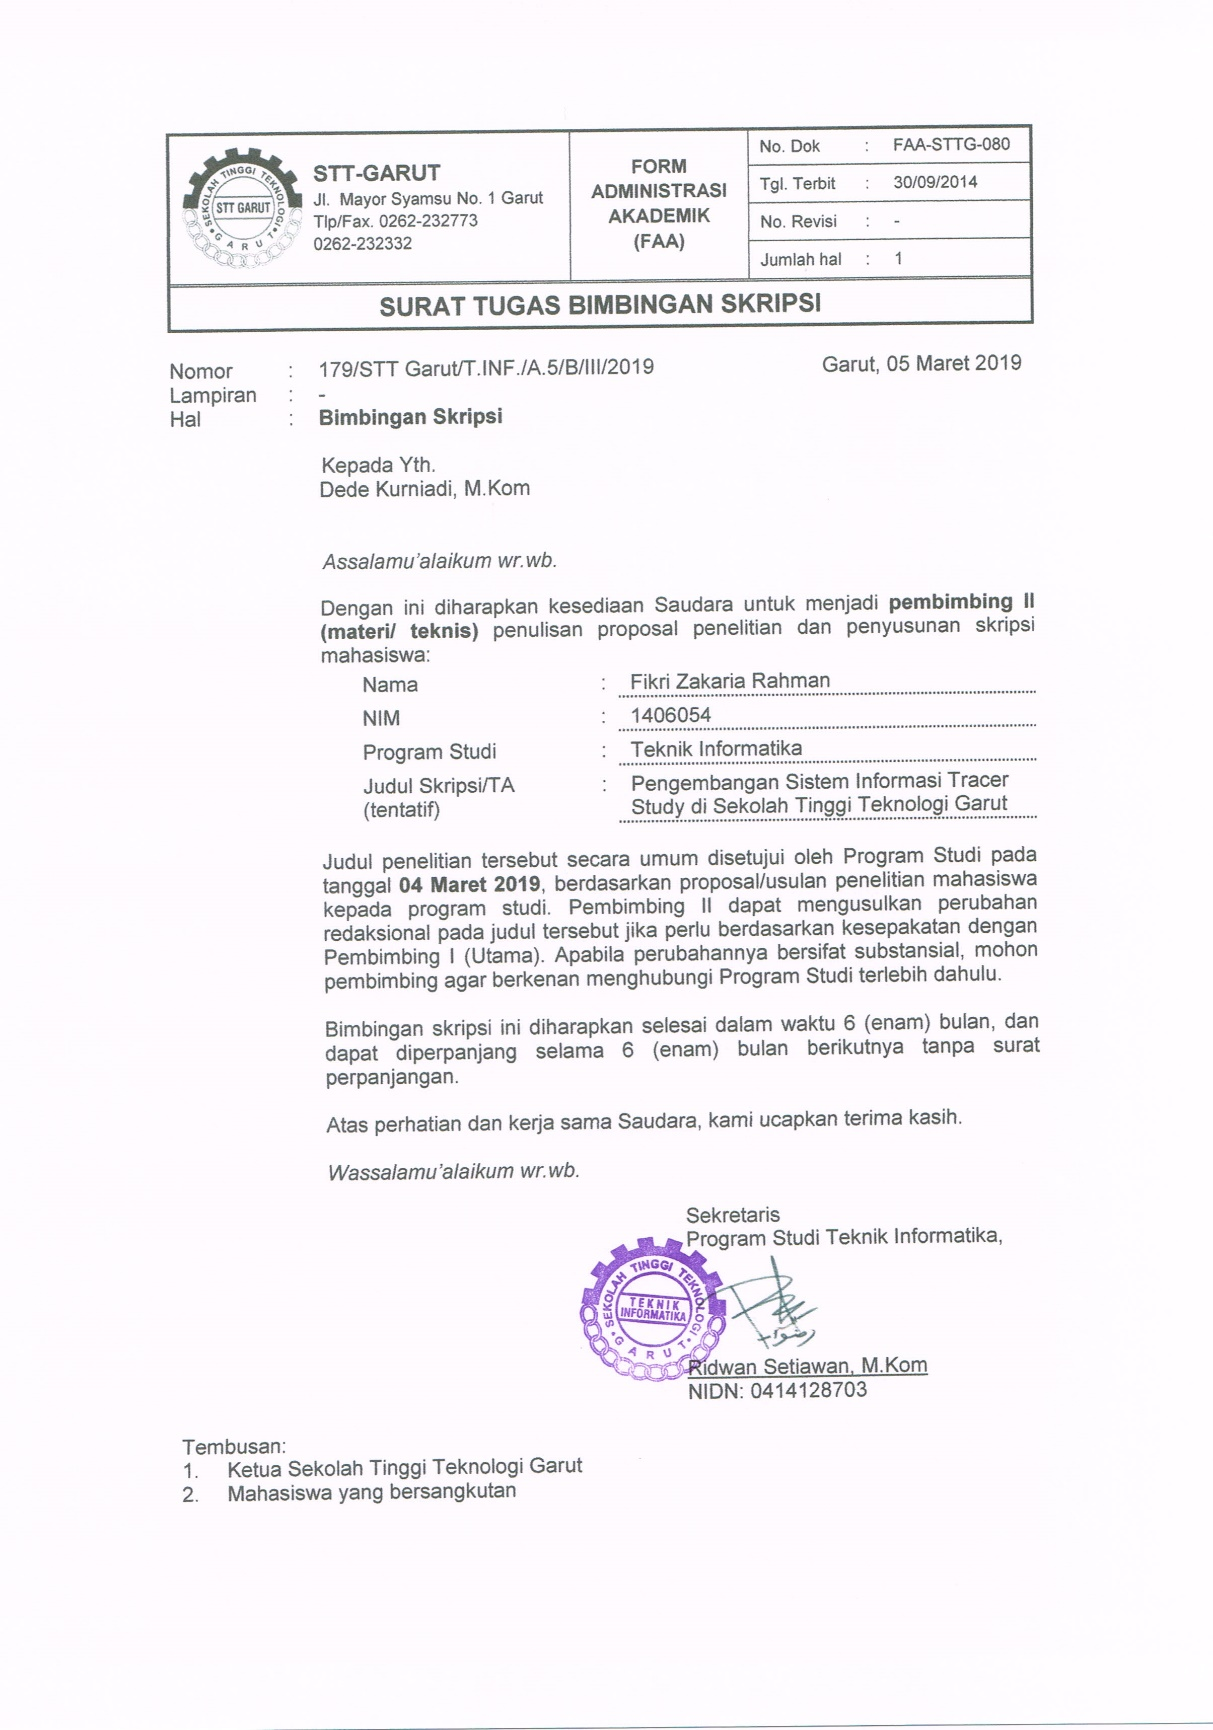 SEKOLAH TINGGI TEKNOLOGI
STT GARUT
GARUT
STT-GARUT
Jl. Mayor Syamsu No. 1 Garut
Tlp/Fax. 0262-232773
0262-232332
FORM
ADMINISTRASI
AKADEMIK
(FAA)
No. Dok : FAA-STTG-080
Tgl. Terbit : 30/09/2014
No. Revisi : -
Jumlah hal : 1
SURAT TUGAS BIMBINGAN SKRIPSI
Nomor : 179/STT Garut/T.INF./A.5/B/III/2019 Garut, 05 Maret 2019
Lampiran : -
Hal : Bimbingan Skripsi
Kepada Yth.
Dede Kurniadi, M.Kom
Assalamu'alaikum wr.wb.
Dengan ini diharapkan kesediaan Saudara untuk menjadi pembimbing II
(materi/ teknis) penulisan proposal penelitian dan penyusunan skripsi
mahasiswa:
Nama : Fikri Zakaria Rahman
NIM : 1406054
Program Studi : Teknik Informatika
Judul Skripsi/TA : Pengembangan Sistem Informasi Tracer
(tentatif) Study di Sekolah Tinggi Teknologi Garut
Judul penelitian tersebut secara umum disetujui oleh Program Studi pada
tanggal 04 Maret 2019, berdasarkan proposal/usulan penelitian mahasiswa
kepada program studi. Pembimbing II dapat mengusulkan perubahan
redaksional pada judul tersebut jika perlu berdasarkan kesepakatan dengan
Pembimbing I (Utama). Apabila perubahannya bersifat substansial, mohon
pembimbing agar berkenan menghubungi Program Studi terlebih dahulu.
Bimbingan skripsi ini diharapkan selesai dalam waktu 6 (enam) bulan, dan
dapat diperpanjang selama 6 (enam) bulan berikutnya tanpa surat
perpanjangan.
Atas perhatian dan kerja sama Saudara, kami ucapkan terima kasih.
Wassalamu'alaikum wr.wb.
Sekretaris
Program Studi Teknik Informatika,
SEKOLAH TINGGI TEKNOLOGI
TEKNIK
INFORMATIKA
GARUT
Ridwan Setiawan, M.Kom
NIDN: 0414128703
Tembusan:
1. Ketua Sekolah Tinggi Teknologi Garut
2. Mahasiswa yang bersangkutan